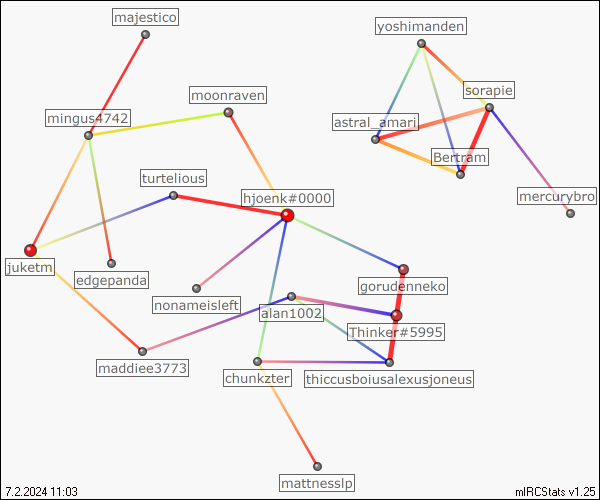 majestico
yoshimanden
sorapie
moonraven
mingus4742
astral_amari
Bertram
turtelious
hjoenk#0000
mercurybro
juketm
edgepanda
gorudenneko
nonameisleft
alan1002
Thinker#5995
maddiee3773
chunkzter
thiccusboiusalexusjoneus
mattnesslp
7.2.2024 11:03
mIRCStats v1.25